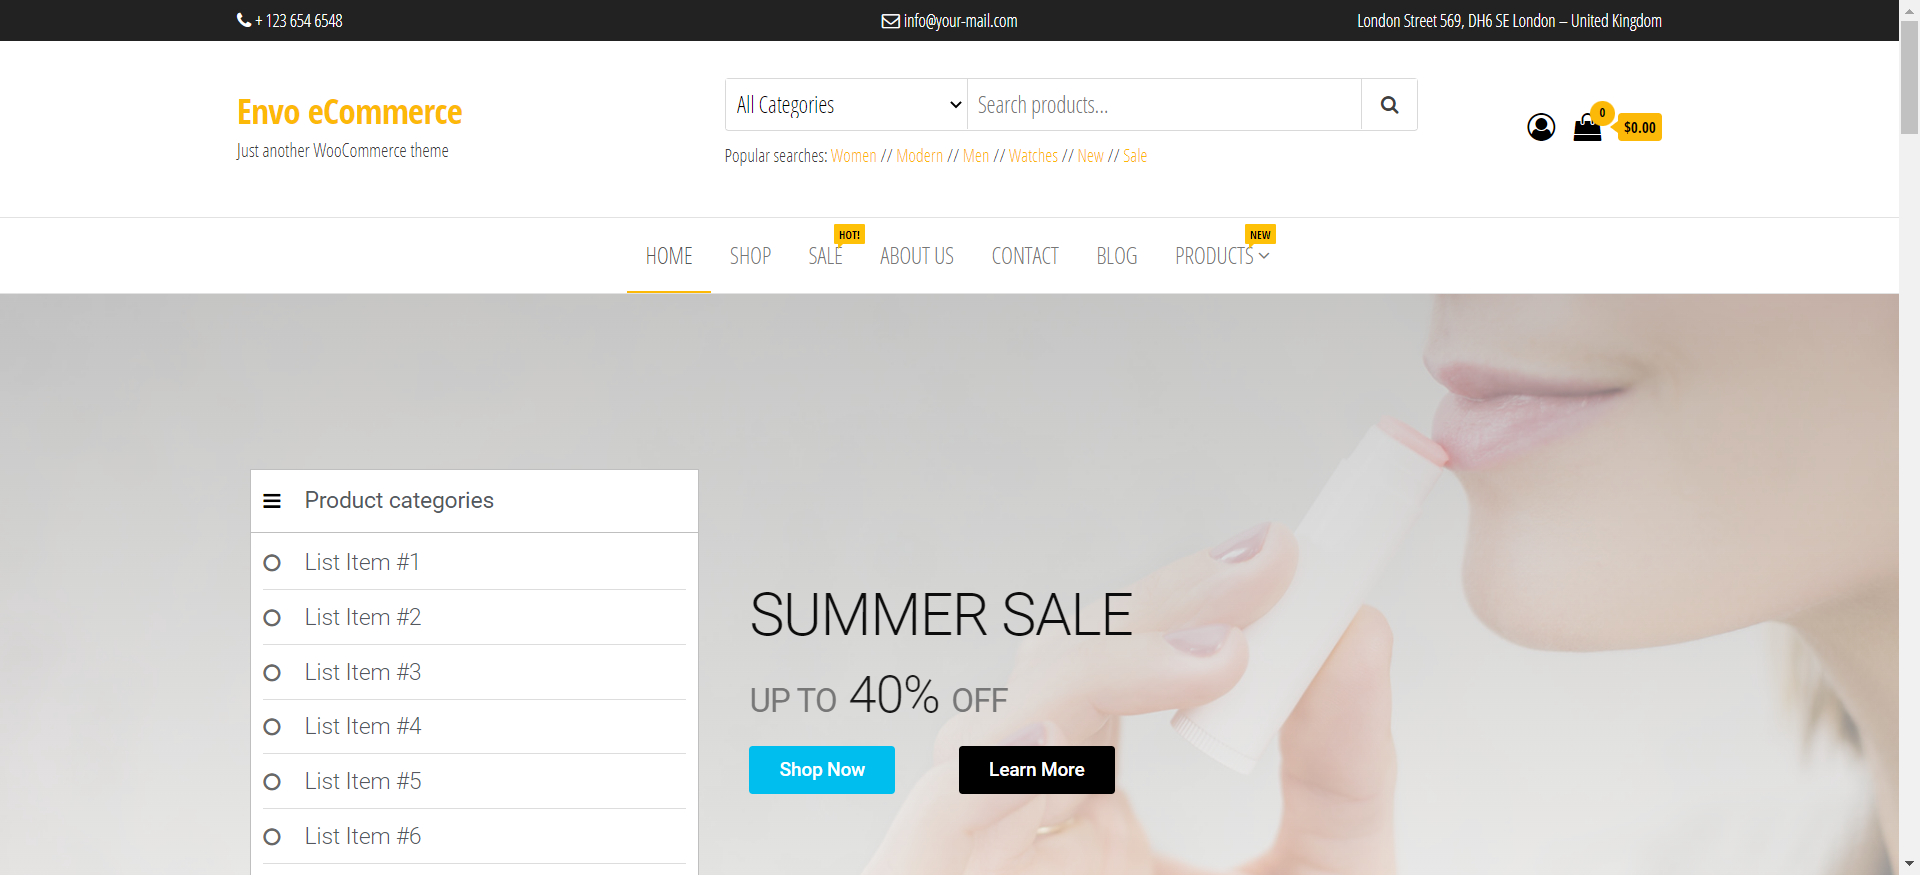 + 123 654 6548
info@your-mail.com
London Street 569, DH6 SE London – United Kingdom
Envo eCommerce
Just another WooCommerce theme
All Categories
Search products...
Popular searches: Women // Modern // Men // Watches // New // Sale
0
$0.00
HOME
SHOP
SALE
HOT!
ABOUT US
CONTACT
BLOG
PRODUCTS
NEW
Product categories
List Item #1
List Item #2
List Item #3
List Item #4
List Item #5
List Item #6
SUMMER SALE
UP TO 40% OFF
Shop Now
Learn More